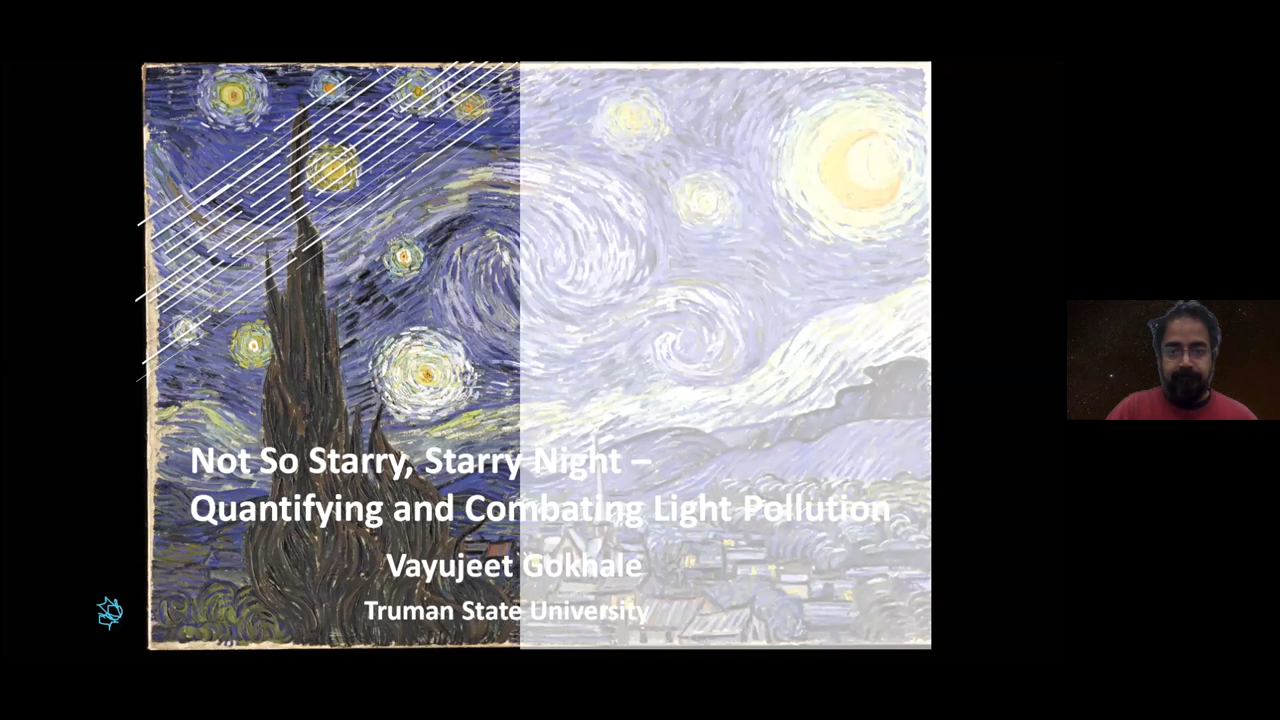 Not So Starry, Starry Night –
Quantifying and Combating Light Pollution
Vayujeet Gokhale
Truman State University